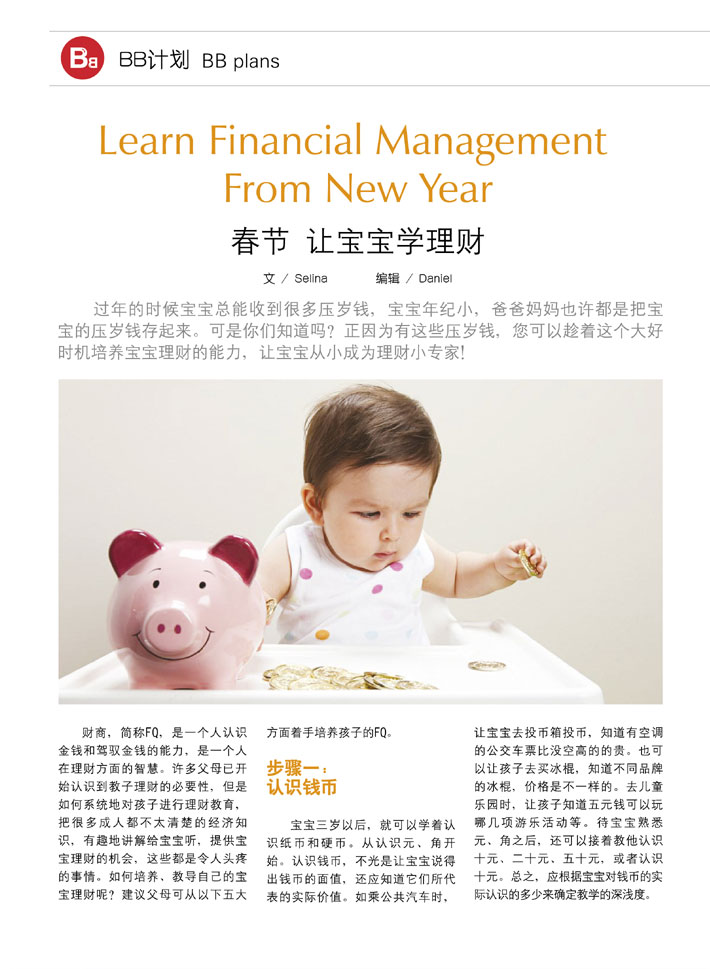 BB BB计划 BB plans
Learn Financial Management
From New Year
春节 让宝宝学理财
文 / Selina 编辑 / Daniel
过年的时候宝宝总能收到很多压岁钱，宝宝年纪小，爸爸妈妈也许都是把宝
宝的压岁钱存起来。可是你们知道吗？正因为有这些压岁钱，您可以趁着这个大好
时机培养宝宝理财的能力，让宝宝从小成为理财小专家！
财商，简称FQ，是一个人认识
金钱和驾驭金钱的能力，是一个人
在理财方面的智慧。许多父母已开
始认识到教子理财的必要性，但是
如何系统地对孩子进行理财教育，
把很多成人都不太清楚的经济知
识，有趣地讲解给宝宝听，提供宝
宝理财的机会，这些都是令人头疼
的事情。如何培养、教导自己的宝
宝理财呢？建议父母可从以下五大
方面着手培养孩子的FQ。
步骤一：
认识钱币
宝宝三岁以后，就可以学着认
识纸币和硬币。从认识元、角开
始。认识钱币，不光是让宝宝说得
出钱币的面值，还应知道它们所代
表的实际价值。如乘公共汽车时，
让宝宝去投币箱投币，知道有空调
的公交车票比没空高的的贵。也可
以让孩子去买冰棍，知道不同品牌
的冰棍，价格是不一样的。去儿童
乐园时，让孩子知道五元钱可以玩
哪几项游乐活动等。待宝宝熟悉
元、角之后，还可以接着教他认识
十元、二十元、五十元，或者认识
十元。总之，应根据宝宝对钱币的实
际认识的多少来确定教学的深浅度。